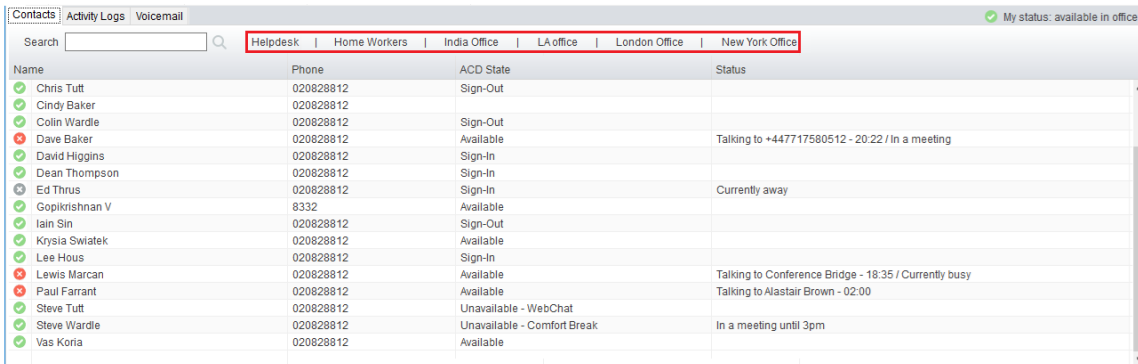 Contacts Activity Logs Voicemail My status: available in office
Search Helpdesk | Home Workers | India Office | LA office | London Office | New York Office
Name Phone ACD State Status
Chris Tutt 020828812 Sign-Out
Cindy Baker 020828812
Colin Wardle 020828812 Sign-Out
Dave Baker 020828812 Available Talking to +447717580512 - 20:22 / In a meeting
David Higgins 020828812 Sign-In
Dean Thompson 020828812 Sign-In
Ed Thrus 020828812 Sign-In Currently away
Gopikrishnan V 8332 Available
Iain Sin 020828812 Sign-Out
Krysia Swiatek 020828812 Available
Lee Hous 020828812 Sign-In
Lewis Marcan 020828812 Available Talking to Conference Bridge - 18:35 / Currently busy
Paul Farrant 020828812 Available Talking to Alastair Brown - 02:00
Steve Tutt 020828812 Unavailable - WebChat
Steve Wardle 020828812 Unavailable - Comfort Break In a meeting until 3pm
Vas Koria 020828812 Available